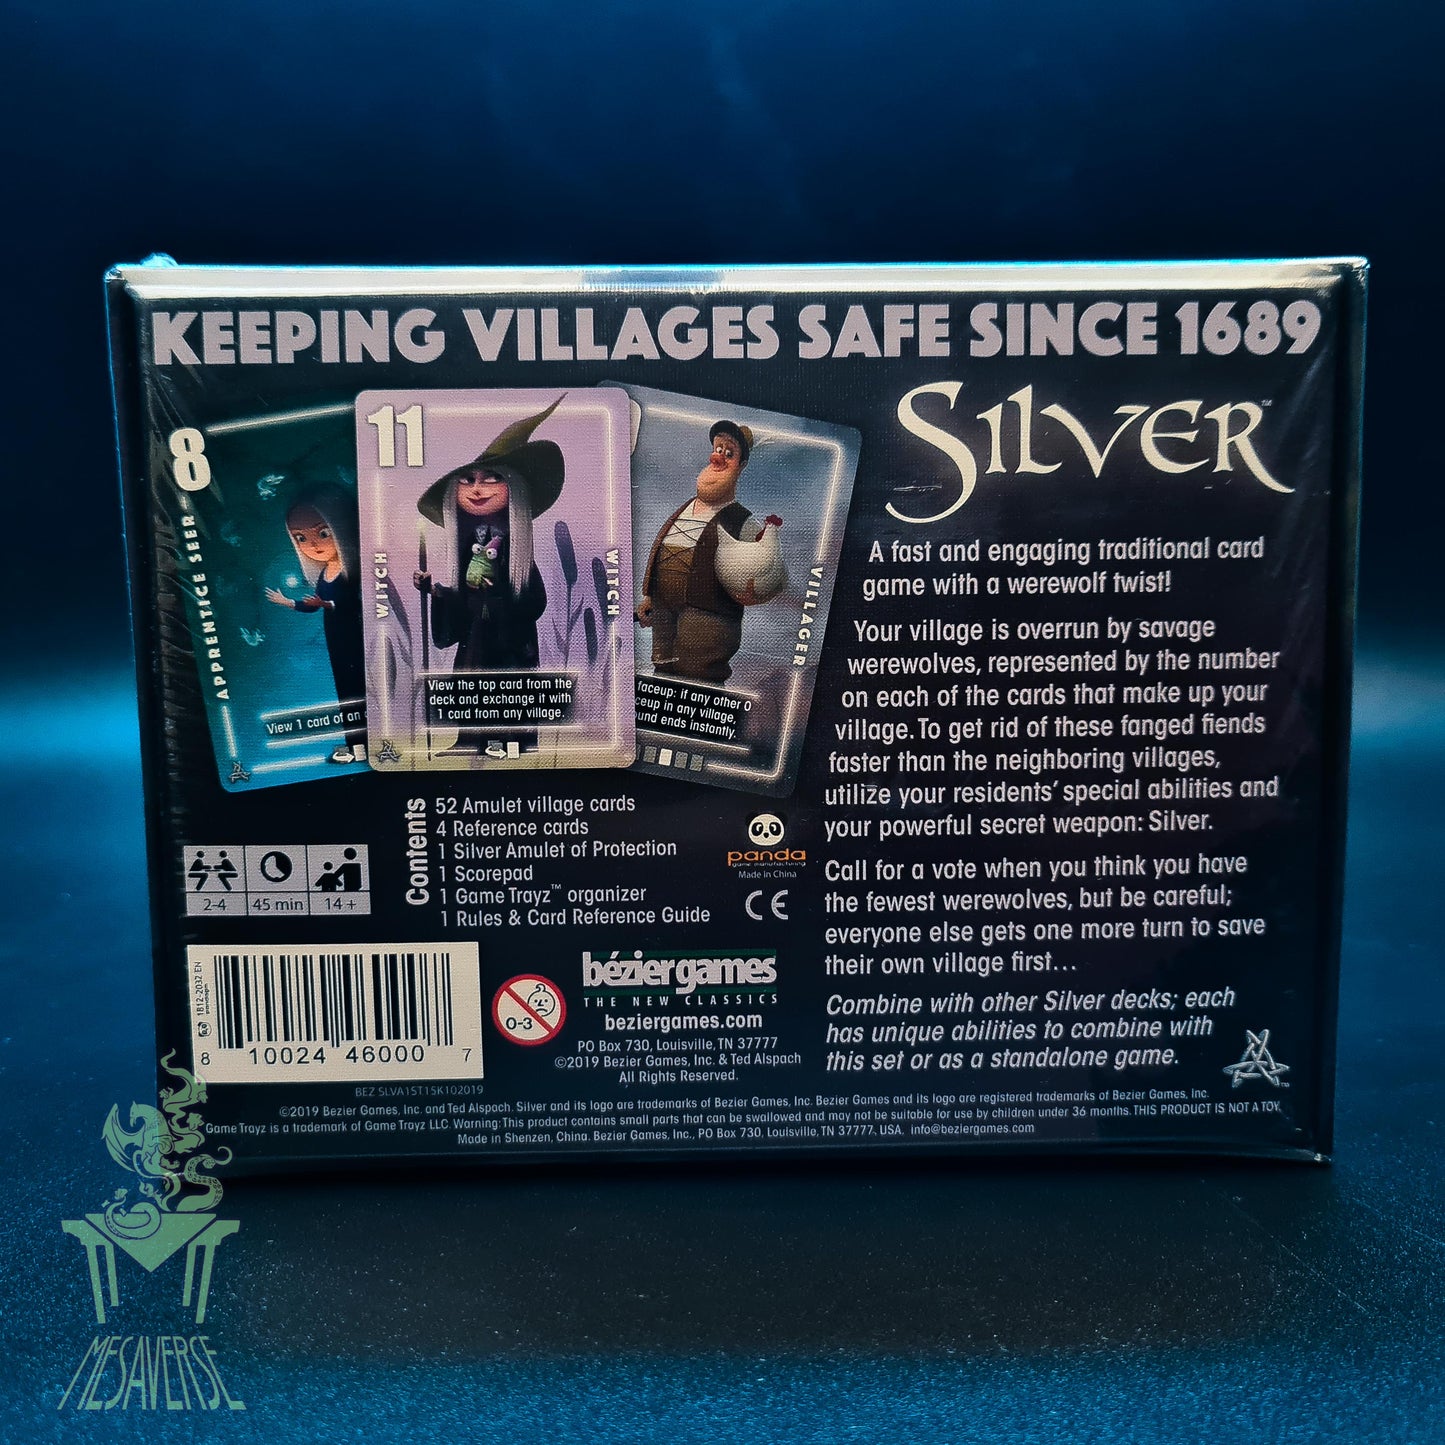 KEEPING VILLAGES SAFE SINCE 1689
8
APPRENTICE SEER
View 1 card of an
11
WITCH
WITCH
View the top card from the
deck and exchange it with
1 card from any village.
VILLAGER
faceup: if any other 0
ceup in any village,
und ends instantly.
SILVER™
A fast and engaging traditional card
game with a werewolf twist!
Your village is overrun by savage
werewolves, represented by the number
on each of the cards that make up your
village. To get rid of these fanged fiends
faster than the neighboring villages,
utilize your residents' special abilities and
your powerful secret weapon: Silver.
Call for a vote when you think you have
the fewest werewolves, but be careful;
everyone else gets one more turn to save
their own village first...
Combine with other Silver decks; each
has unique abilities to combine with
this set or as a standalone game.
Contents
52 Amulet village cards
4 Reference cards
1 Silver Amulet of Protection
1 Scorepad
1 Game Trayz™ organizer
1 Rules & Card Reference Guide
panda
game manufacturing
Made in China
CE
2-4
45 min
14+
1812-2032 EN
pandagm
8 10024 46000 7
0-3
béziergames
THE NEW CLASSICS
beziergames.com
PO Box 730, Louisville, TN 37777
©2019 Bezier Games, Inc. & Ted Alspach
All Rights Reserved.
BEZ SLVA1ST15K102019
©2019 Bezier Games, Inc. and Ted Alspach. Silver and its logo are trademarks of Bezier Games, Inc. Bezier Games and its logo are registered trademarks of Bezier Games, Inc.
Game Trayz is a trademark of Game Trayz LLC. Warning: This product contains small parts that can be swallowed and may not be suitable for use by children under 36 months. THIS PRODUCT IS NOT A TOY.
Made in Shenzen, China. Bezier Games, Inc., PO Box 730, Louisville, TN 37777. USA. info@beziergames.com
MESAVERSE